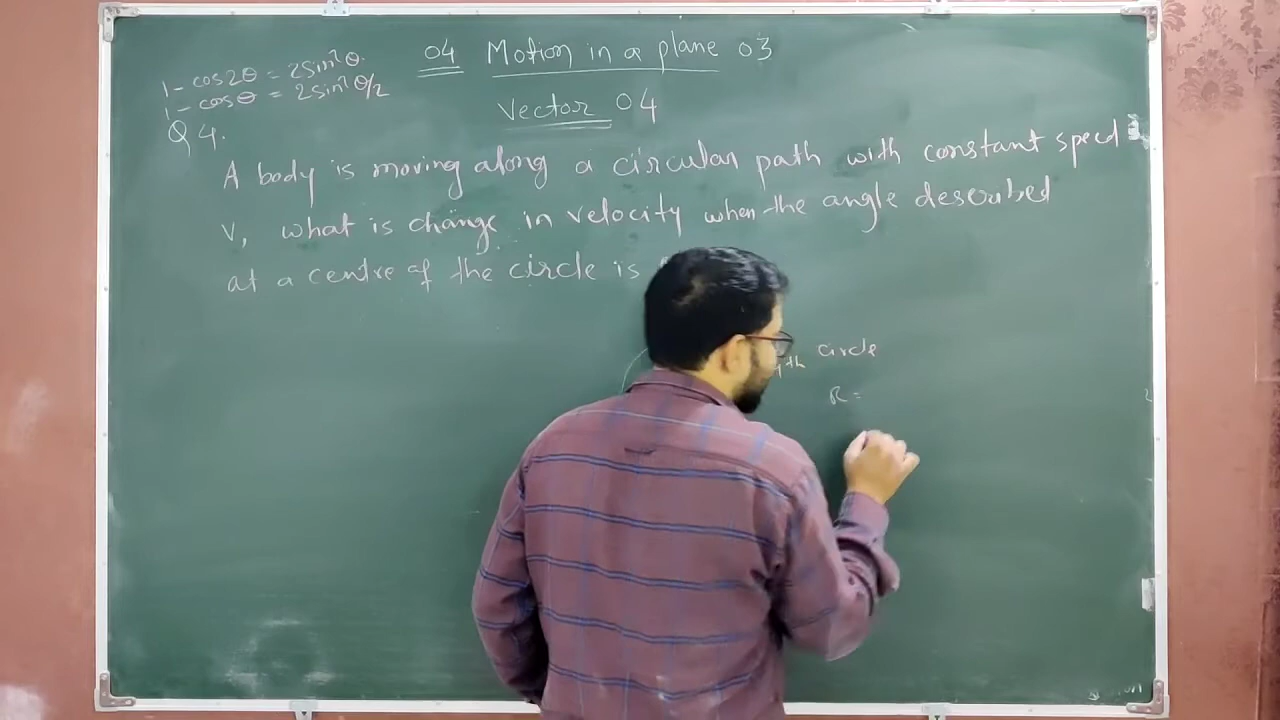 04 Motion in a plane 03
1 - cos2θ = 2sin²θ.
1 - cosθ = 2sin²θ/2
Vector 04
Q 4.
A body is moving along a circular path with constant speed
v, what is change in velocity when the angle described
at a centre of the circle is
circle
R =